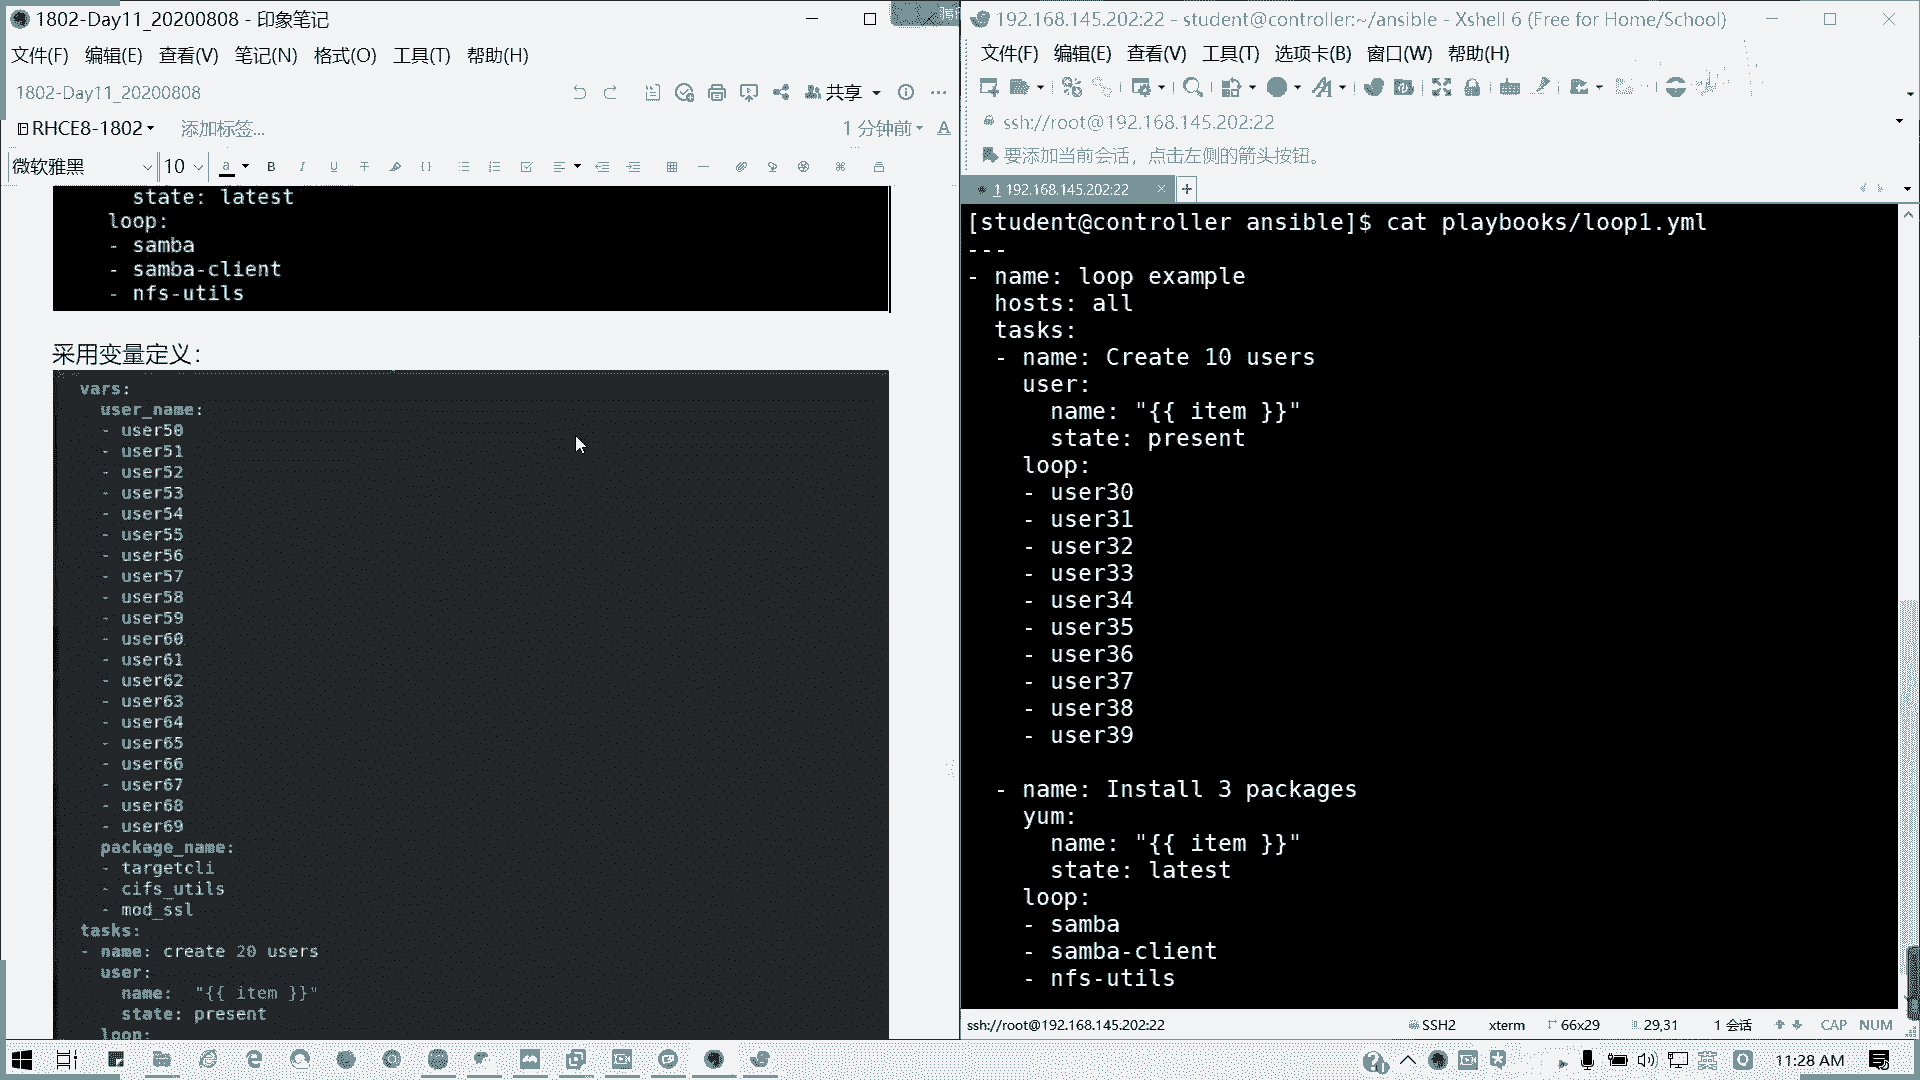 1802-Day11_20200808 - 印象笔记
文件(F) 编辑(E) 查看(V) 笔记(N) 格式(O) 工具(T) 帮助(H)
1802-Day11_20200808
共享
RHCE8-1802
添加标签...
1 分钟前
微软雅黑 10
state: latest
loop:
- samba
- samba-client
- nfs-utils
采用变量定义:
vars:
user_name:
- user50
- user51
- user52
- user53
- user54
- user55
- user56
- user57
- user58
- user59
- user60
- user61
- user62
- user63
- user64
- user65
- user66
- user67
- user68
- user69
package_name:
- targetcli
- cifs_utils
- mod_ssl
tasks:
- name: create 20 users
user:
name: "{{ item }}"
state: present
loop:
192.168.145.202:22 - student@controller:~/ansible - Xshell 6 (Free for Home/School)
文件(F) 编辑(E) 查看(V) 工具(T) 选项卡(B) 窗口(W) 帮助(H)
ssh://root@192.168.145.202:22
要添加当前会话，点击左侧的箭头按钮。
1 192.168.145.202:22
[student@controller ansible]$ cat playbooks/loop1.yml
---
- name: loop example
hosts: all
tasks:
- name: Create 10 users
user:
name: "{{ item }}"
state: present
loop:
- user30
- user31
- user32
- user33
- user34
- user35
- user36
- user37
- user38
- user39
- name: Install 3 packages
yum:
name: "{{ item }}"
state: latest
loop:
- samba
- samba-client
- nfs-utils
ssh://root@192.168.145.202:22 SSH2 xterm 66x29 29,31 1 会话 CAP NUM
11:28 AM